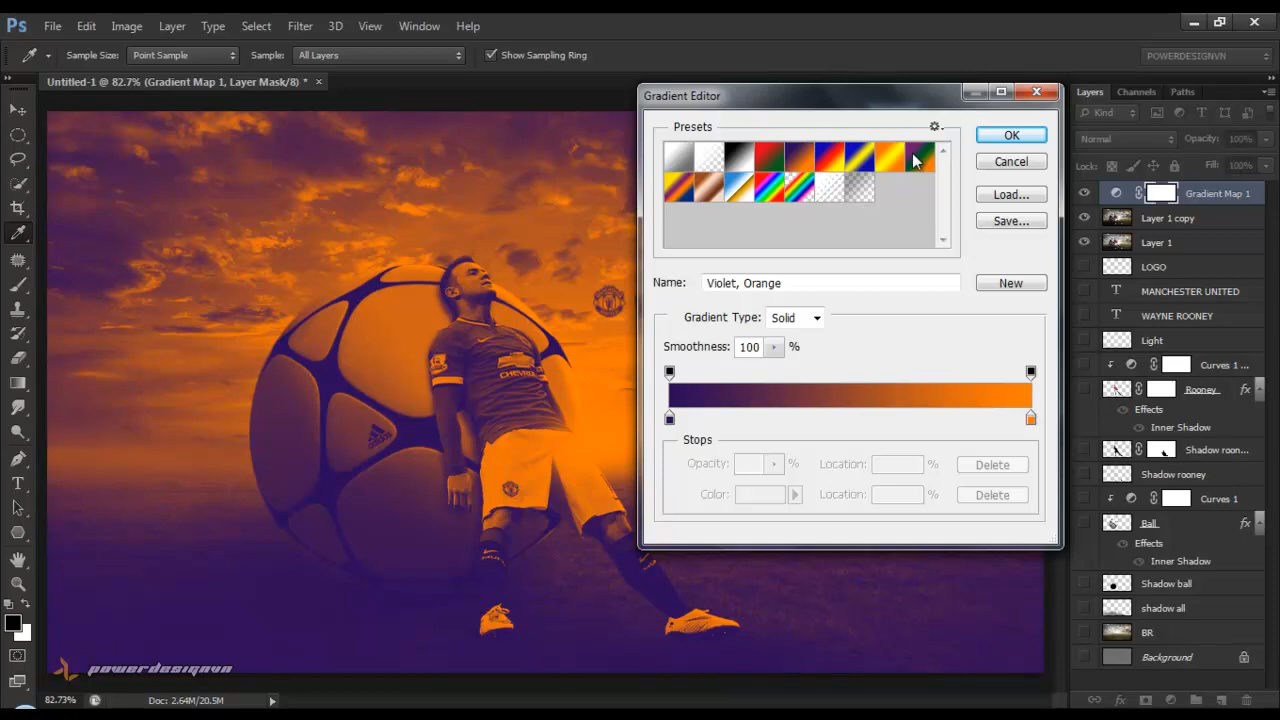 Ps File Edit Image Layer Type Select Filter 3D View Window Help
Sample Size: Point Sample Sample: All Layers Show Sampling Ring POWERDESIGNVN
Untitled-1 @ 82.7% (Gradient Map 1, Layer Mask/8) * ×
Gradient Editor
Presets
OK
Cancel
Load...
Save...
Name: Violet, Orange
New
Gradient Type: Solid
Smoothness: 100 %
Stops
Opacity: % Location: % Delete
Color: Location: % Delete
Layers Channels Paths
Kind
Normal Opacity: 100%
Lock: Fill: 100%
Gradient Map 1
Layer 1 copy
Layer 1
LOGO
MANCHESTER UNITED
WAYNE ROONEY
Light
Curves 1 ...
Rooney fx
Effects
Inner Shadow
Shadow roon...
Shadow rooney
Curves 1
Ball fx
Effects
Inner Shadow
Shadow ball
shadow all
BR
Background
CHEVROLET
adidas
powerdesignvn
82.73% Doc: 2.64M/20.5M